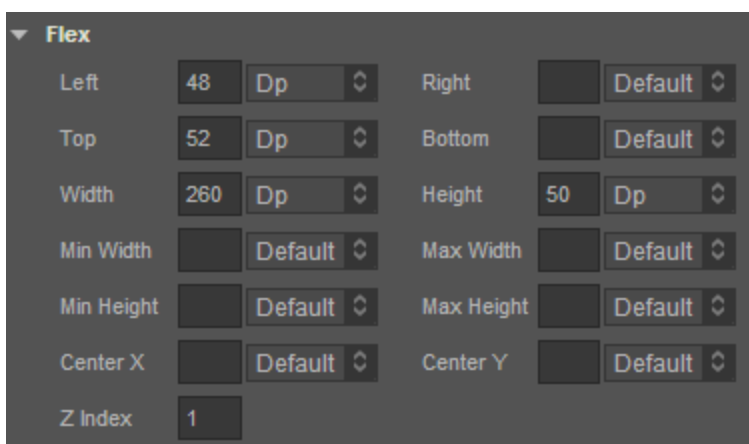 Flex
Left 48 Dp Right Default
Top 52 Dp Bottom Default
Width 260 Dp Height 50 Dp
Min Width Default Max Width Default
Min Height Default Max Height Default
Center X Default Center Y Default
Z Index 1